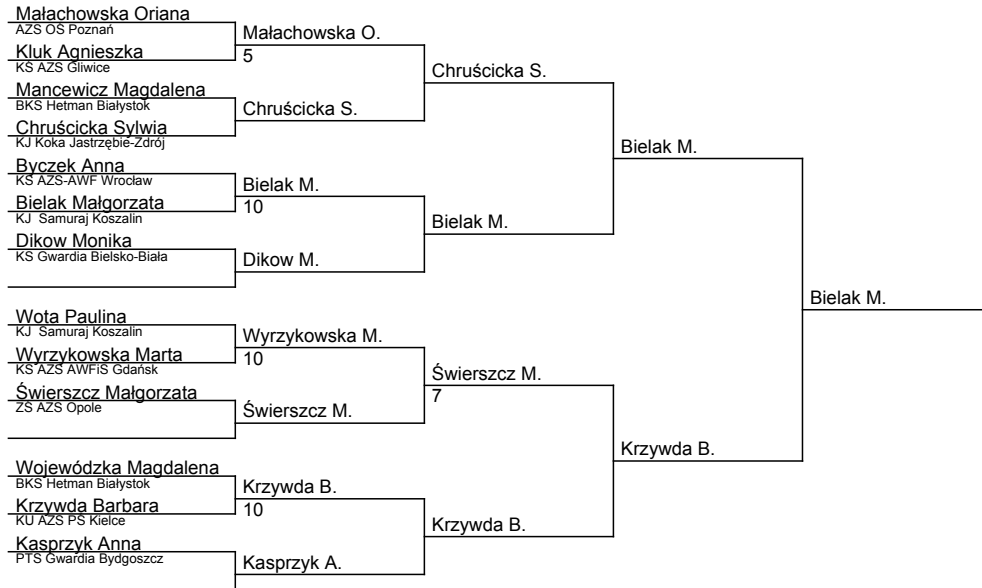 Małachowska Oriana
AZS OŚ Poznań
Kluk Agnieszka
KŚ AZS Gliwice
Mancewicz Magdalena
BKS Hetman Białystok
Chruścicka Sylwia
KJ Koka Jastrzębie-Zdrój
Byczek Anna
KS AZS-AWF Wrocław
Bielak Małgorzata
KJ Samuraj Koszalin
Dikow Monika
KS Gwardia Bielsko-Biała
Wota Paulina
KJ Samuraj Koszalin
Wyrzykowska Marta
KS AZS AWFiS Gdańsk
Świerszcz Małgorzata
ZŚ AZS Opole
Wojewódzka Magdalena
BKS Hetman Białystok
Krzywda Barbara
KU AZS PŚ Kielce
Kasprzyk Anna
PTS Gwardia Bydgoszcz
Małachowska O.
5
Chruścicka S.
Bielak M.
10
Dikow M.
Wyrzykowska M.
10
Świerszcz M.
Krzywda B.
10
Kasprzyk A.
Chruścicka S.
Bielak M.
Świerszcz M.
7
Krzywda B.
Bielak M.
Krzywda B.
Bielak M.